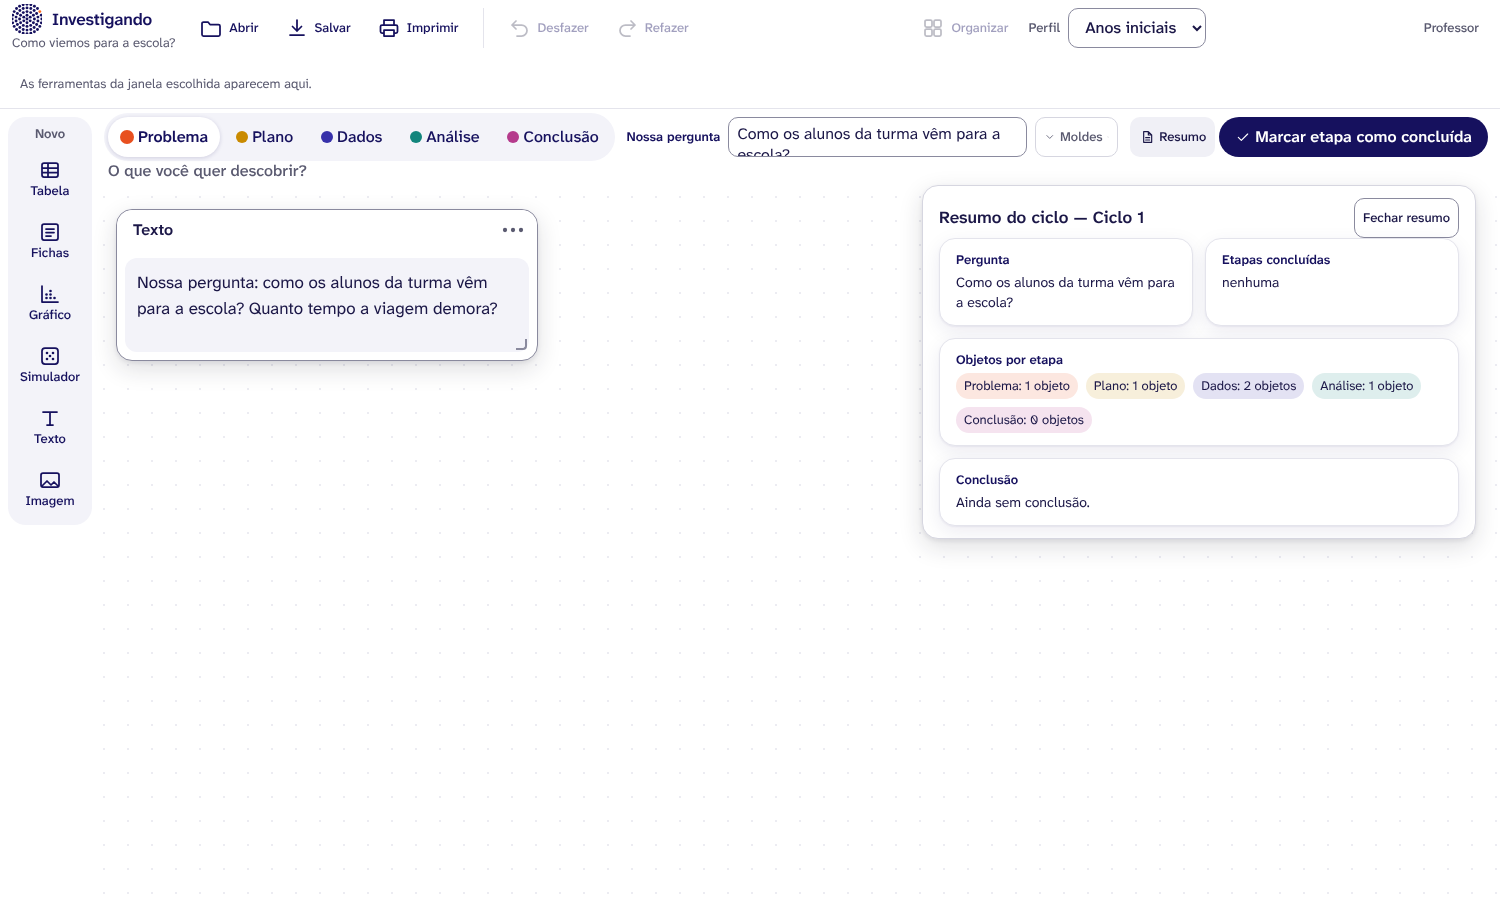 Investigando
Como viemos para a escola?
Abrir
Salvar
Imprimir
Desfazer
Refazer
Organizar
Perfil
Anos iniciais
Professor
As ferramentas da janela escolhida aparecem aqui.
Novo
Tabela
Fichas
Gráfico
Simulador
Texto
Imagem
Problema
Plano
Dados
Análise
Conclusão
Nossa pergunta
Como os alunos da turma vêm para a
escola?
Moldes
Resumo
Marcar etapa como concluída
O que você quer descobrir?
Texto
Nossa pergunta: como os alunos da turma vêm
para a escola? Quanto tempo a viagem demora?
Resumo do ciclo — Ciclo 1
Fechar resumo
Pergunta
Como os alunos da turma vêm para
a escola?
Etapas concluídas
nenhuma
Objetos por etapa
Problema: 1 objeto
Plano: 1 objeto
Dados: 2 objetos
Análise: 1 objeto
Conclusão: 0 objetos
Conclusão
Ainda sem conclusão.